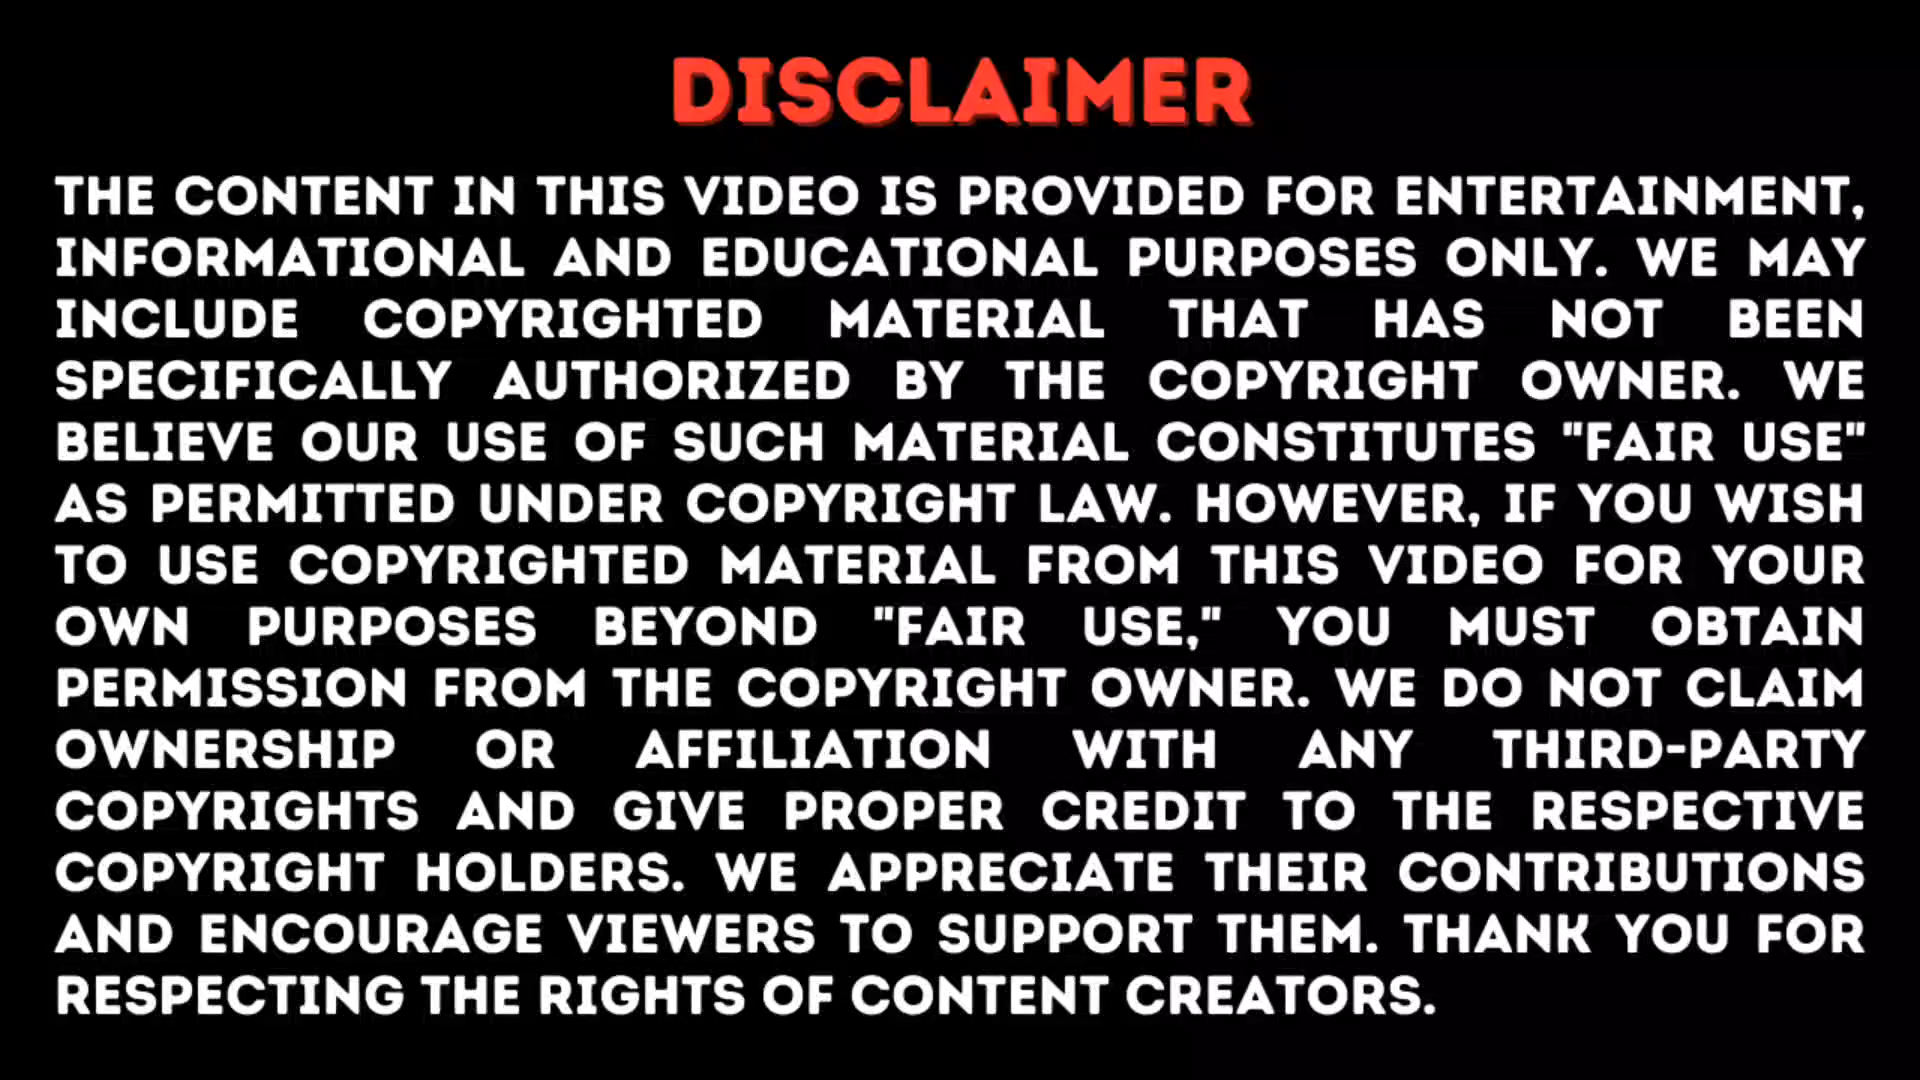 DISCLAIMER
THE CONTENT IN THIS VIDEO IS PROVIDED FOR ENTERTAINMENT,
INFORMATIONAL AND EDUCATIONAL PURPOSES ONLY. WE MAY
INCLUDE COPYRIGHTED MATERIAL THAT HAS NOT BEEN
SPECIFICALLY AUTHORIZED BY THE COPYRIGHT OWNER. WE
BELIEVE OUR USE OF SUCH MATERIAL CONSTITUTES "FAIR USE"
AS PERMITTED UNDER COPYRIGHT LAW. HOWEVER, IF YOU WISH
TO USE COPYRIGHTED MATERIAL FROM THIS VIDEO FOR YOUR
OWN PURPOSES BEYOND "FAIR USE," YOU MUST OBTAIN
PERMISSION FROM THE COPYRIGHT OWNER. WE DO NOT CLAIM
OWNERSHIP OR AFFILIATION WITH ANY THIRD-PARTY
COPYRIGHTS AND GIVE PROPER CREDIT TO THE RESPECTIVE
COPYRIGHT HOLDERS. WE APPRECIATE THEIR CONTRIBUTIONS
AND ENCOURAGE VIEWERS TO SUPPORT THEM. THANK YOU FOR
RESPECTING THE RIGHTS OF CONTENT CREATORS.